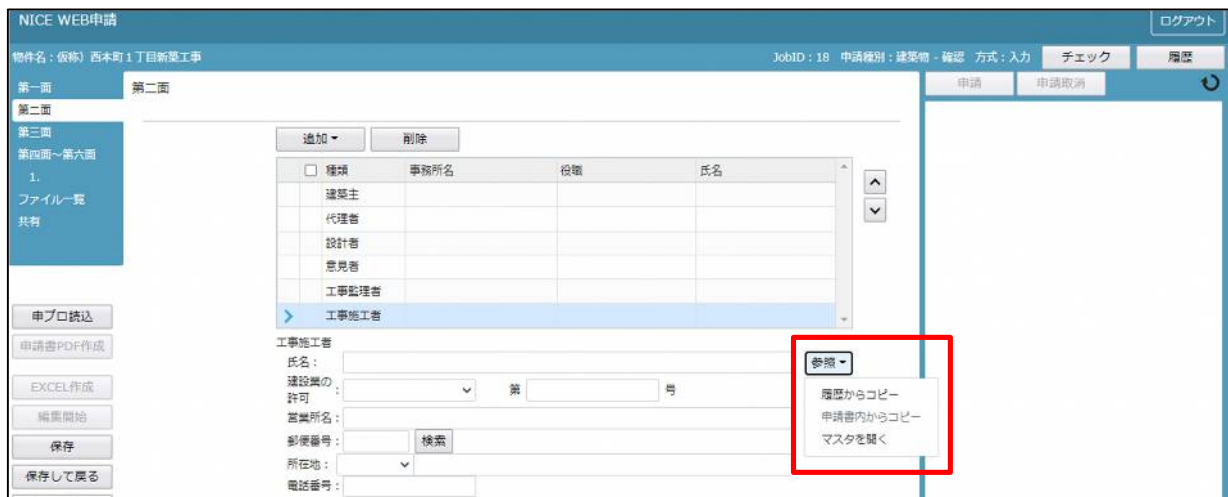 NICE WEB申請
ログアウト
物件名：仮称）西本町１丁目新築工事
JobID：18 申請種別：建築物 - 確認 方式：入力
チェック
履歴
第一面
第二面
第三面
第四面～第六面
1.
ファイル一覧
共有
第二面
申請
申請取消
追加
削除
種類 事務所名 役職 氏名
建築主
代理者
設計者
意見者
工事監理者
工事施工者
申プロ読込
申請書PDF作成
EXCEL作成
編集開始
保存
保存して戻る
工事施工者
氏名：
参照
建設業の許可： 第 号
営業所名：
郵便番号： 検索
所在地：
電話番号：
履歴からコピー
申請書内からコピー
マスタを開く